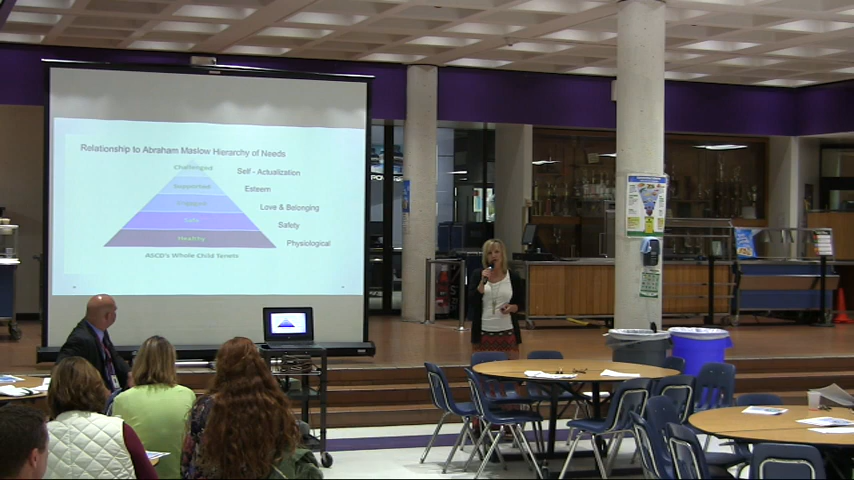 Relationship to Abraham Maslow Hierarchy of Needs
Challenged
Self - Actualization
Supported
Esteem
Engaged
Love & Belonging
Safe
Safety
Healthy
Physiological
ASCD's Whole Child Tenets